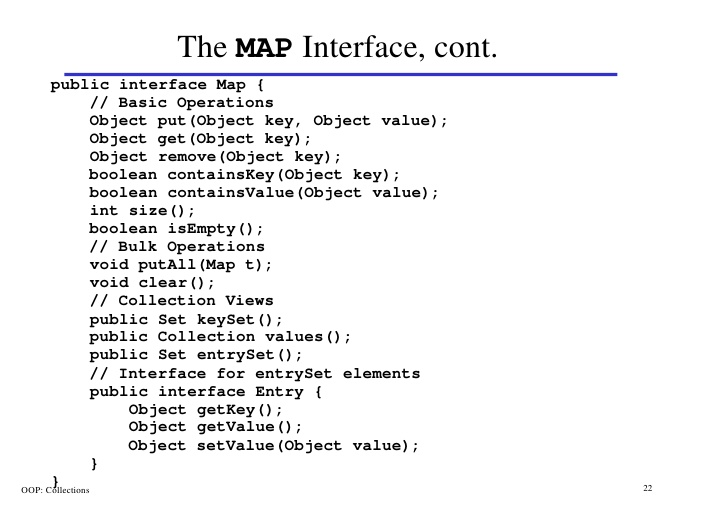 The MAP Interface, cont.
public interface Map {
    // Basic Operations
    Object put(Object key, Object value);
    Object get(Object key);
    Object remove(Object key);
    boolean containsKey(Object key);
    boolean containsValue(Object value);
    int size();
    boolean isEmpty();
    // Bulk Operations
    void putAll(Map t);
    void clear();
    // Collection Views
    public Set keySet();
    public Collection values();
    public Set entrySet();
    // Interface for entrySet elements
    public interface Entry {
        Object getKey();
        Object getValue();
        Object setValue(Object value);
    }
}
OOP: Collections
22